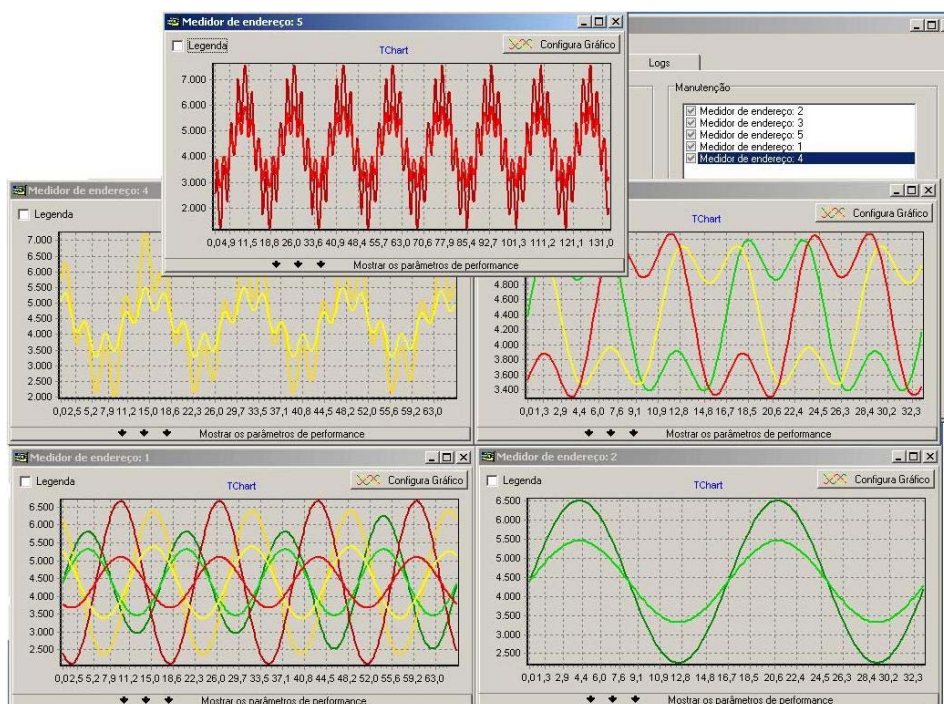 Medidor de endereço: 5
Legenda
TChart
Configura Gráfico
7.000
6.000
5.000
4.000
3.000
2.000
0,04,9 11,5 18,8 26,0 33,6 40,9 48,4 55,7 63,0 70,6 77,9 85,4 92,7 101,3 111,2 121,1 131,0
Mostrar os parâmetros de performance
Logs
Manutenção
Medidor de endereço: 2
Medidor de endereço: 3
Medidor de endereço: 5
Medidor de endereço: 1
Medidor de endereço: 4
Medidor de endereço: 4
Legenda
7.000
6.500
6.000
5.500
5.000
4.500
4.000
3.500
3.000
2.500
2.000
0,02,5 5,2 7,9 11,2 15,0 18,6 22,3 26,0 29,7 33,5 37,1 40,8 44,5 48,3 52,0 55,7 59,2 63,0
Mostrar os parâmetros de performance
TChart
Configura Gráfico
4.800
4.600
4.400
4.200
4.000
3.800
3.600
3.400
0,01,3 2,9 4,4 6,0 7,6 9,1 10,9 12,8 14,8 16,7 18,7 20,6 22,4 24,5 26,3 28,3 30,2 32,3
Mostrar os parâmetros de performance
Medidor de endereço: 1
Legenda
TChart
Configura Gráfico
6.500
6.000
5.500
5.000
4.500
4.000
3.500
3.000
2.500
0,02,5 5,2 7,9 11,2 15,0 18,6 22,3 26,0 29,7 33,5 37,1 40,8 44,5 48,3 52,0 55,7 59,2 63,0
Mostrar os parâmetros de performance
Medidor de endereço: 2
Legenda
TChart
Configura Gráfico
6.500
6.000
5.500
5.000
4.500
4.000
3.500
3.000
2.500
0,01,3 2,9 4,4 6,0 7,6 9,1 10,9 12,8 14,8 16,7 18,7 20,6 22,4 24,5 26,3 28,3 30,2 32,3
Mostrar os parâmetros de performance